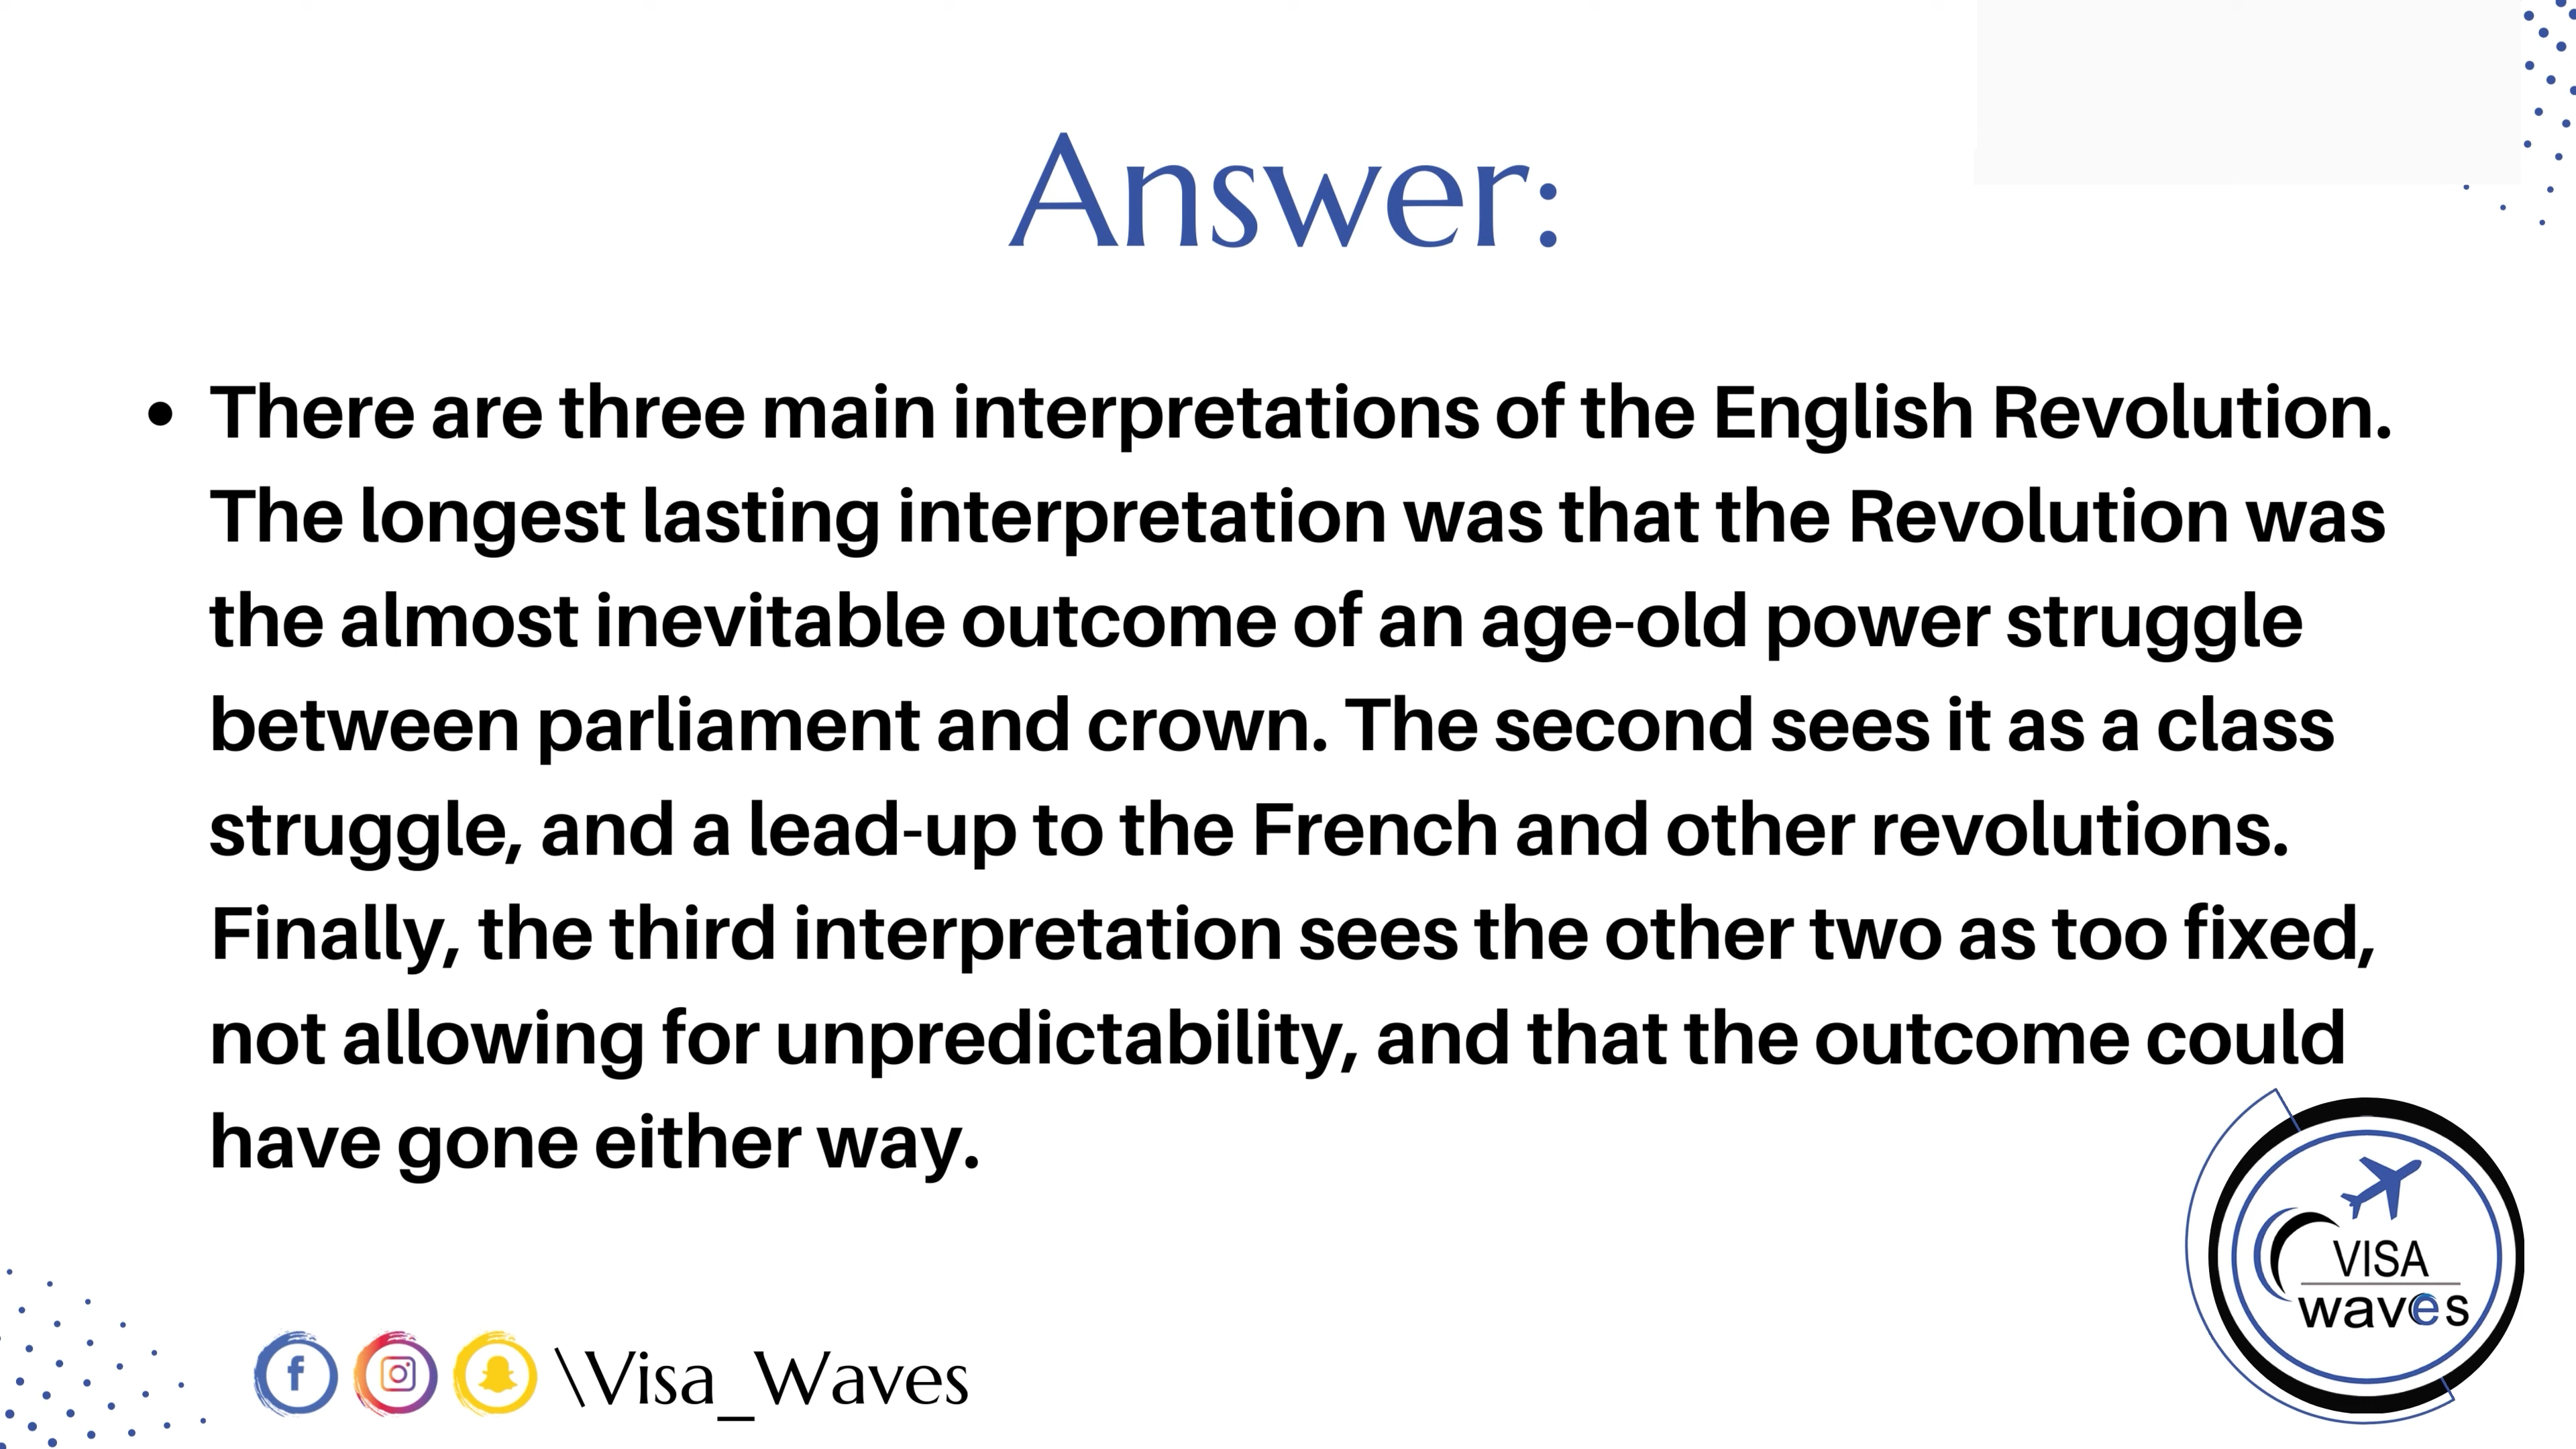 Answer:
• There are three main interpretations of the English Revolution.
The longest lasting interpretation was that the Revolution was
the almost inevitable outcome of an age-old power struggle
between parliament and crown. The second sees it as a class
struggle, and a lead-up to the French and other revolutions.
Finally, the third interpretation sees the other two as too fixed,
not allowing for unpredictability, and that the outcome could
have gone either way.
VISA
waves
\Visa_Waves